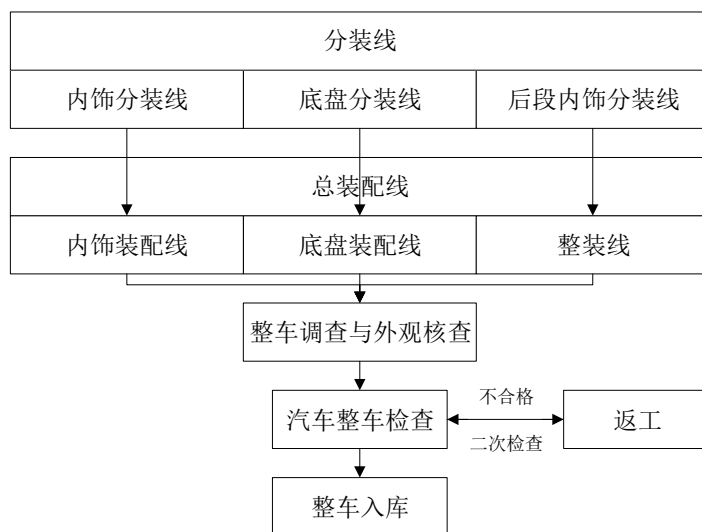 分装线
内饰分装线
底盘分装线
后段内饰分装线
总装配线
内饰装配线
底盘装配线
整装线
整车调查与外观核查
汽车整车检查
不合格
二次检查
返工
整车入库